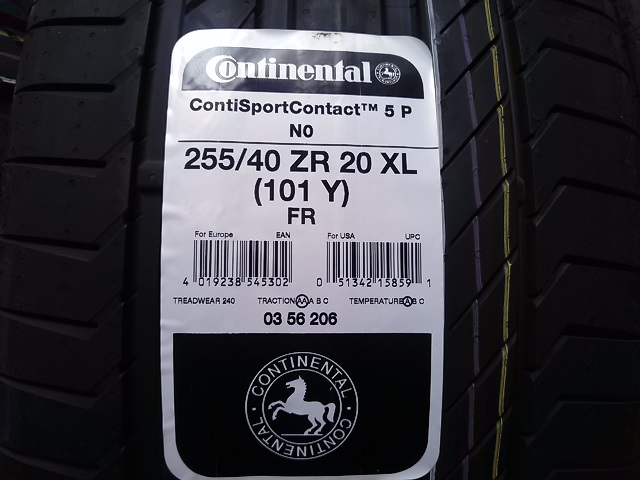 Continental
ContiSportContact™ 5 P
N0
255/40 ZR 20 XL
(101 Y)
FR
For Europe EAN For USA UPC
4 019238 545302 0 51342 15859 1
TREADWEAR 240 TRACTION AA A B C TEMPERATURE A B C
03 56 206
CONTINENTAL · CONTINENTAL · CONTINENTAL ·